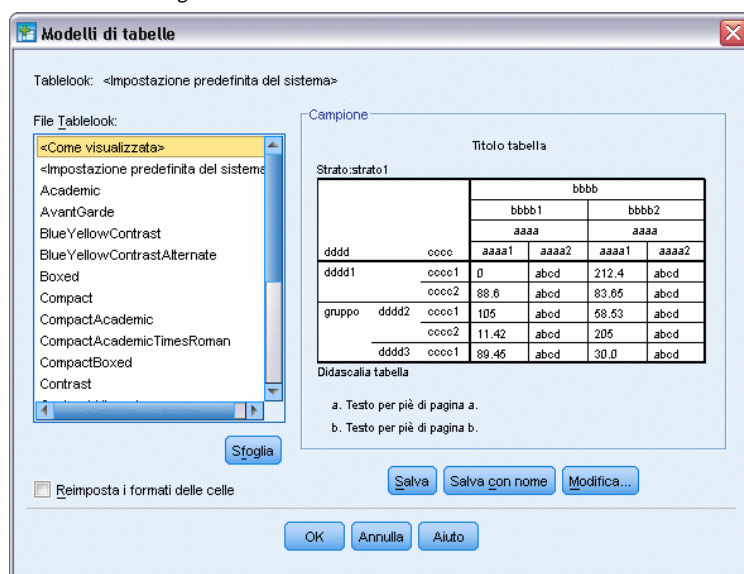 Modelli di tabelle
Tablelook: <Impostazione predefinita del sistema>
File Tablelook:
<Come visualizzata>
<Impostazione predefinita del sistema
Academic
AvantGarde
BlueYellowContrast
BlueYellowContrastAlternate
Boxed
Compact
CompactAcademic
CompactAcademicTimesRoman
CompactBoxed
Contrast
Sfoglia
Reimposta i formati delle celle
Campione
Titolo tabella
Strato:strato1
bbbb
bbbb1 bbbb2
aaaa aaaa
dddd cccc aaaa1 aaaa2 aaaa1 aaaa2
dddd1 cccc1 0 abcd 212.4 abcd
cccc2 88.6 abcd 83.65 abcd
gruppo dddd2 cccc1 105 abcd 58.53 abcd
cccc2 11.42 abcd 205 abcd
dddd3 cccc1 89.45 abcd 30.0 abcd
Didascalia tabella
a. Testo per piè di pagina a.
b. Testo per piè di pagina b.
Salva Salva con nome Modifica...
OK Annulla Aiuto